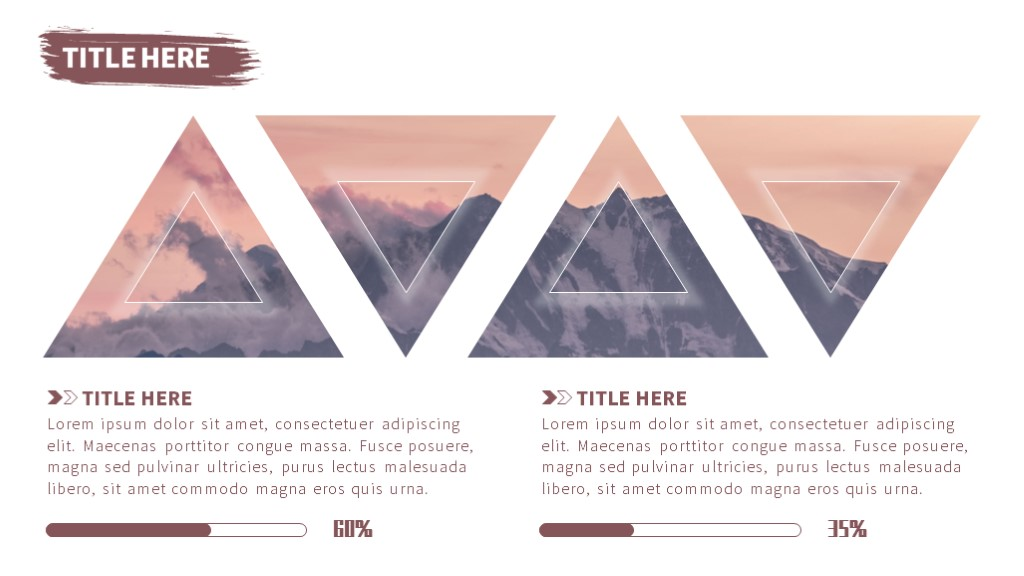 TITLE HERE
TITLE HERE
Lorem ipsum dolor sit amet, consectetuer adipiscing
elit. Maecenas porttitor congue massa. Fusce posuere,
magna sed pulvinar ultricies, purus lectus malesuada
libero, sit amet commodo magna eros quis urna.
60%
TITLE HERE
Lorem ipsum dolor sit amet, consectetuer adipiscing
elit. Maecenas porttitor congue massa. Fusce posuere,
magna sed pulvinar ultricies, purus lectus malesuada
libero, sit amet commodo magna eros quis urna.
35%